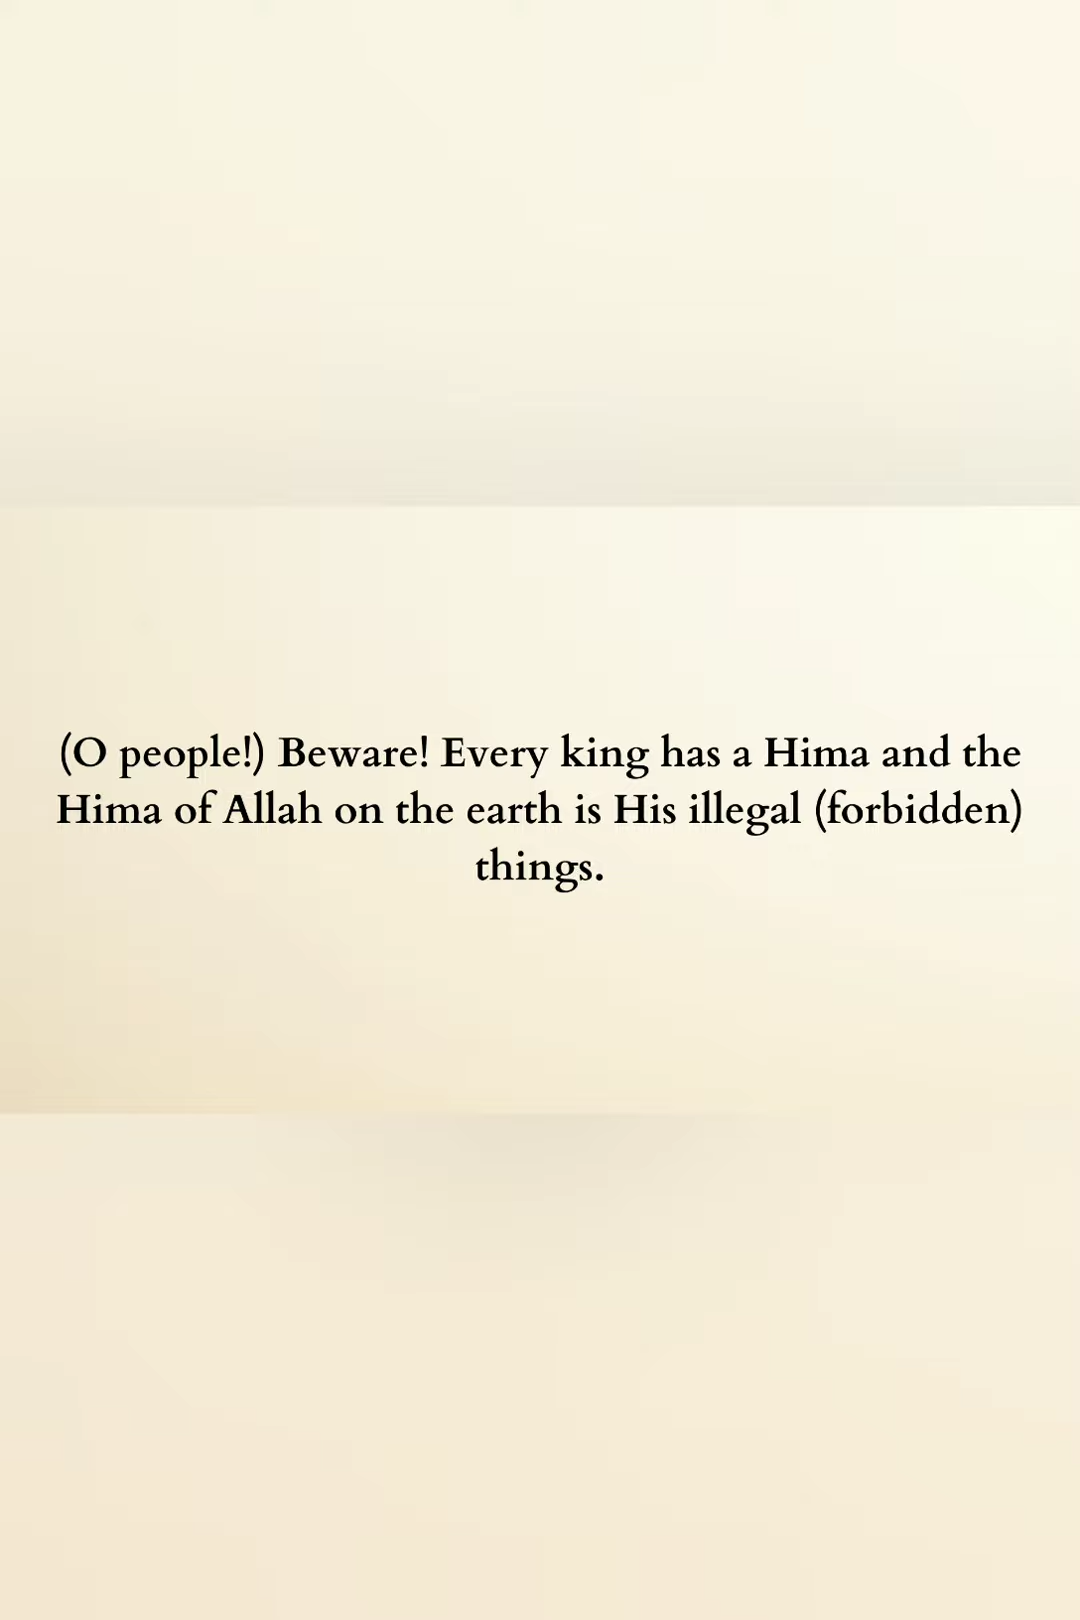 (O people!) Beware! Every king has a Hima and the
Hima of Allah on the earth is His illegal (forbidden)
things.